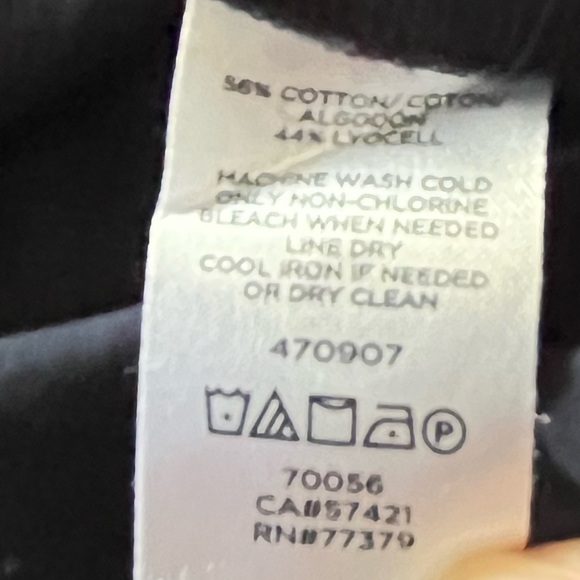 56% COTTON/ COTON/
ALGODÓN
44% LYOCELL
MACHINE WASH COLD
ONLY NON-CHLORINE
BLEACH WHEN NEEDED
LINE DRY
COOL IRON IF NEEDED
OR DRY CLEAN
470907
P
70056
CA#57421
RN#77379